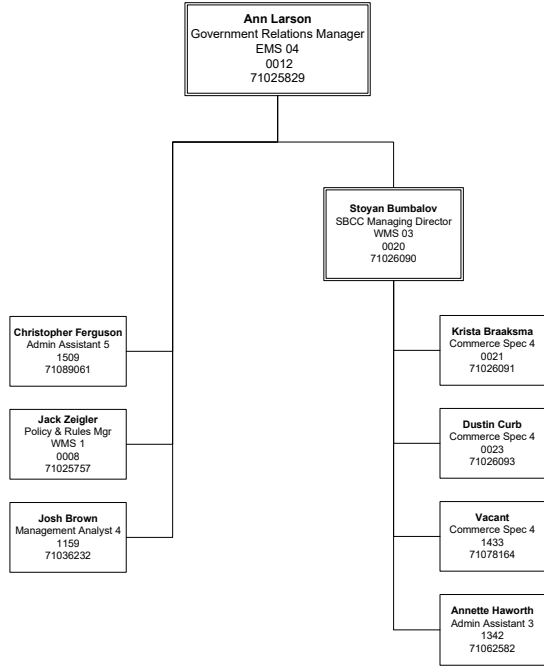 Ann Larson
Government Relations Manager
EMS 04
0012
71025829
Stoyan Bumbalov
SBCC Managing Director
WMS 03
0020
71026090
Christopher Ferguson
Admin Assistant 5
1509
71089061
Jack Zeigler
Policy & Rules Mgr
WMS 1
0008
71025757
Josh Brown
Management Analyst 4
1159
71036232
Krista Braaksma
Commerce Spec 4
0021
71026091
Dustin Curb
Commerce Spec 4
0023
71026093
Vacant
Commerce Spec 4
1433
71078164
Annette Haworth
Admin Assistant 3
1342
71062582